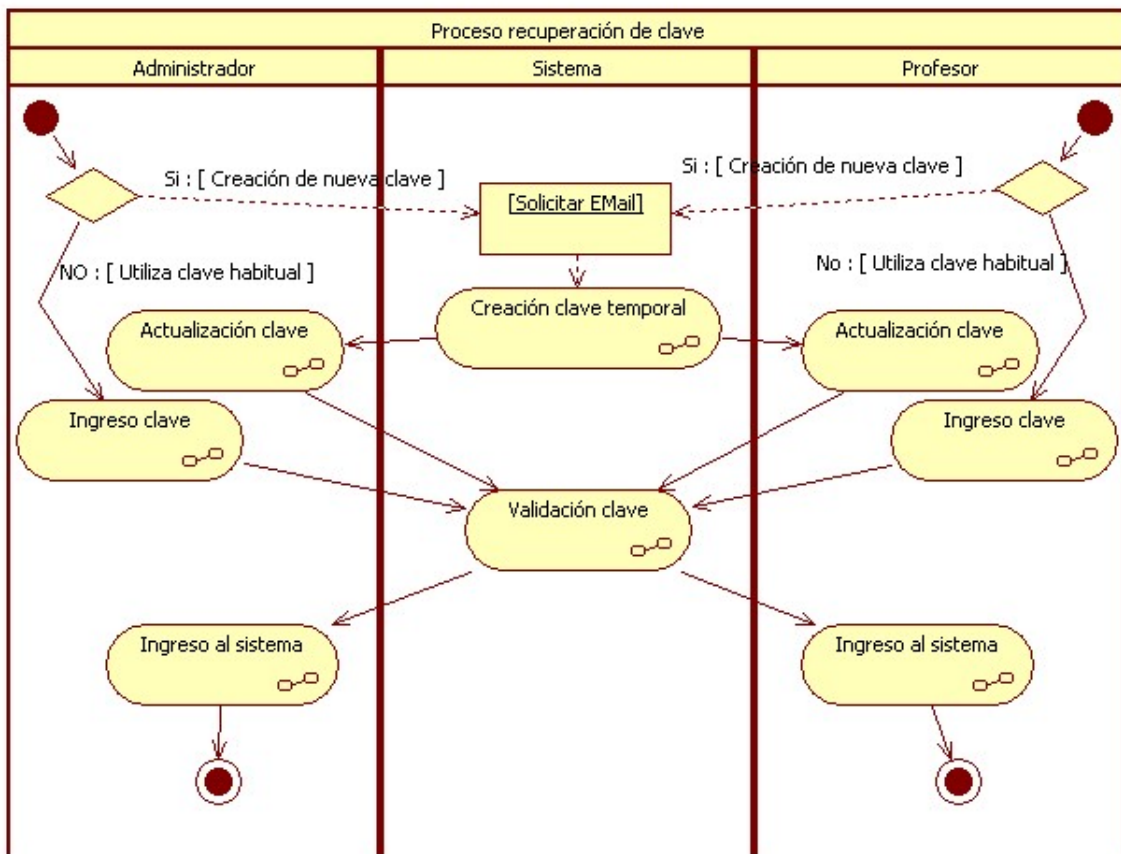 Proceso recuperación de clave
Administrador
Sistema
Profesor
Si : [ Creación de nueva clave ]
Si : [ Creación de nueva clave ]
[Solicitar EMail]
NO : [ Utiliza clave habitual ]
No : [ Utiliza clave habitual ]
Actualización clave
Creación clave temporal
Actualización clave
Ingreso clave
Ingreso clave
Validación clave
Ingreso al sistema
Ingreso al sistema